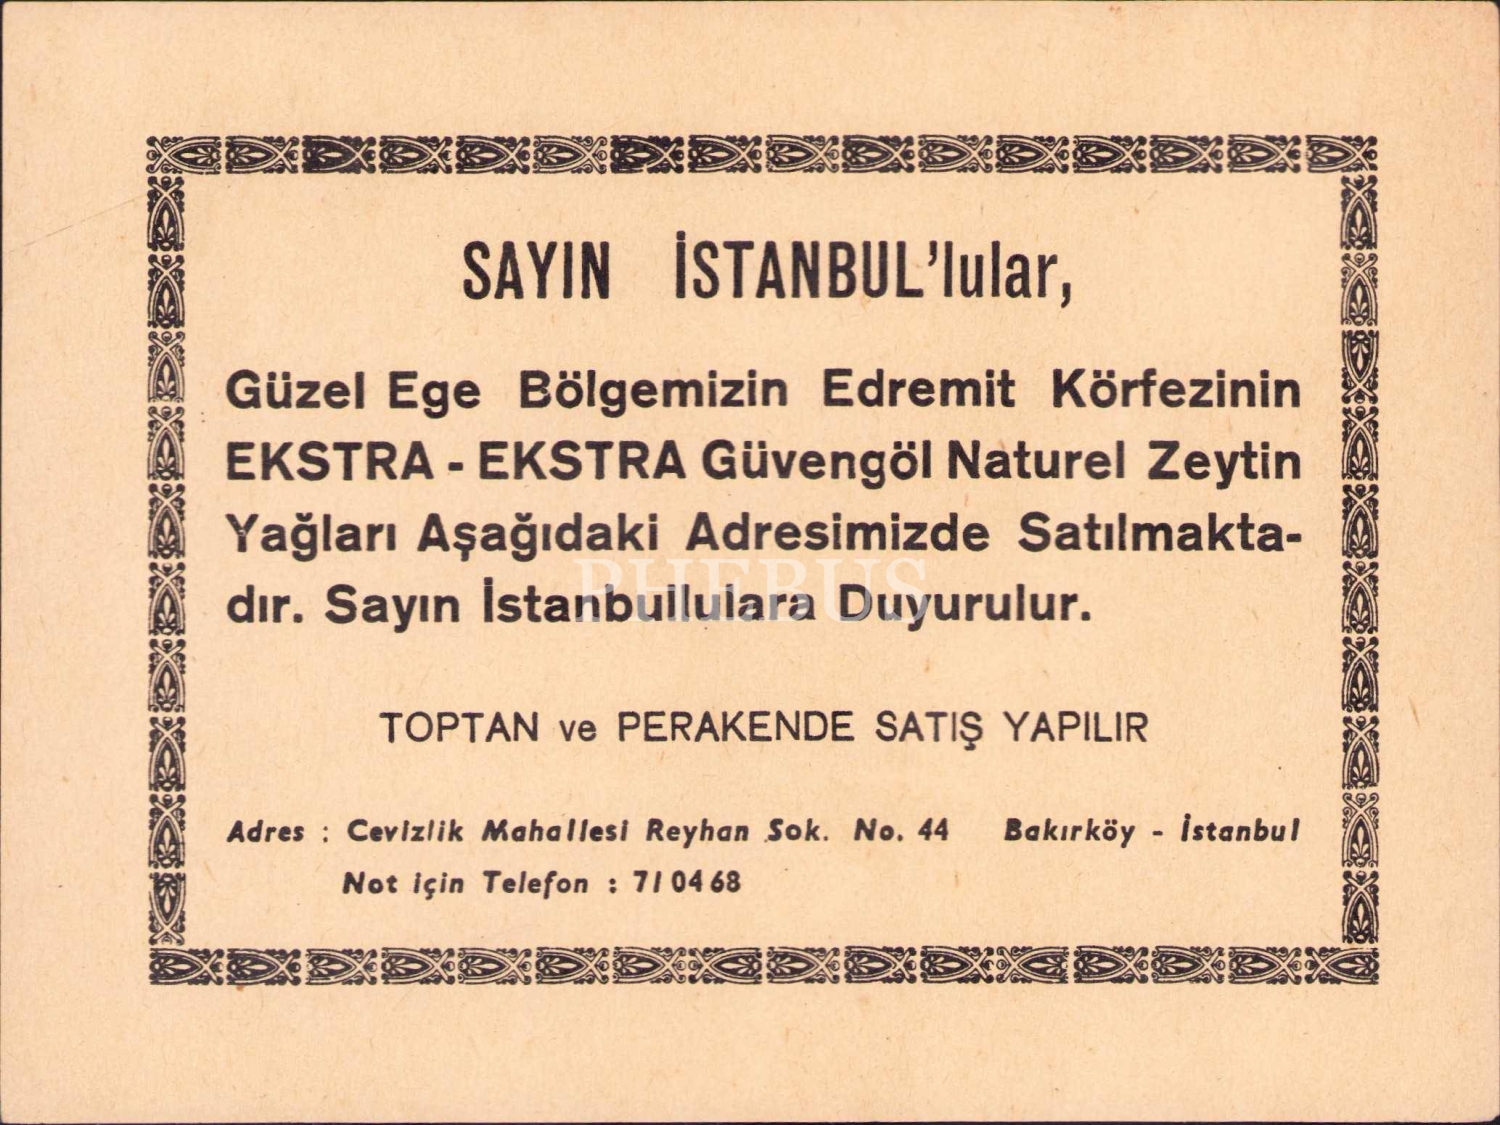 SAYIN İSTANBUL'lular,
Güzel Ege Bölgemizin Edremit Körfezinin
EKSTRA - EKSTRA Güvengöl Naturel Zeytin
Yağları Aşağıdaki Adresimizde Satılmakta-
dır. Sayın İstanbullulara Duyurulur.
PHEBUS
TOPTAN ve PERAKENDE SATIŞ YAPILIR
Adres : Cevizlik Mahallesi Reyhan Sok. No. 44 Bakırköy - İstanbul
Not için Telefon : 71 04 68